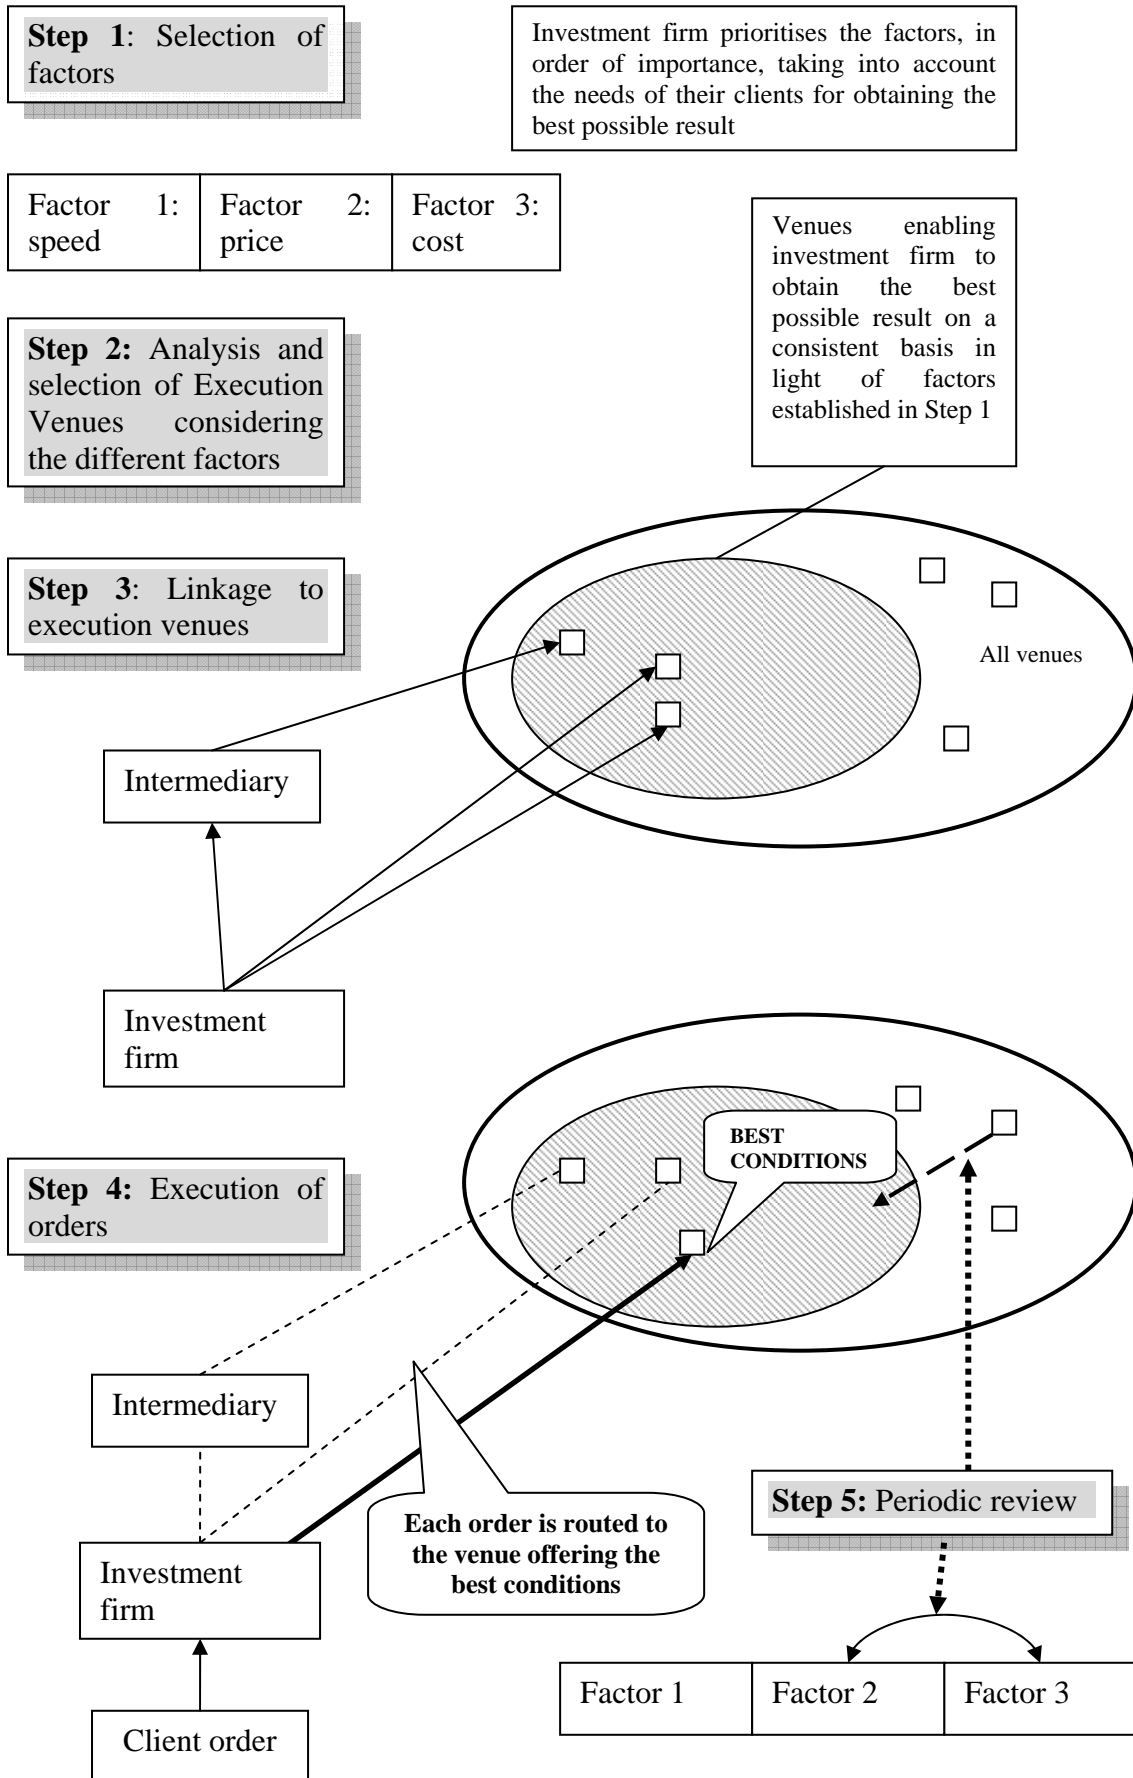 Step 1: Selection of
factors
Investment firm prioritises the factors, in
order of importance, taking into account
the needs of their clients for obtaining the
best possible result
Factor 1:
speed
Factor 2:
price
Factor 3:
cost
Venues enabling
investment firm to
obtain the best
possible result on a
consistent basis in
light of factors
established in Step 1
Step 2: Analysis and
selection of Execution
Venues considering
the different factors
Step 3: Linkage to
execution venues
All venues
Intermediary
Investment
firm
BEST
CONDITIONS
Step 4: Execution of
orders
Intermediary
Each order is routed to
the venue offering the
best conditions
Step 5: Periodic review
Investment
firm
Factor 1
Factor 2
Factor 3
Client order